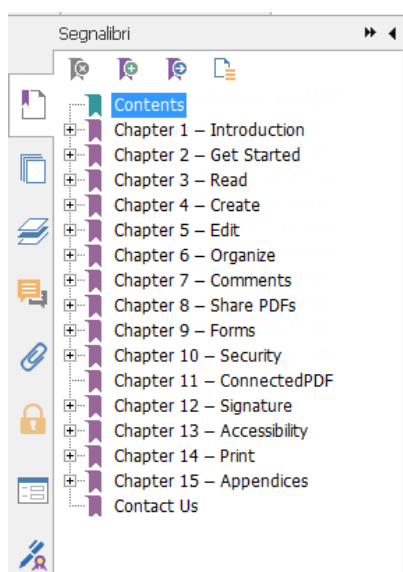 Segnalibri
Contents
Chapter 1 – Introduction
Chapter 2 – Get Started
Chapter 3 – Read
Chapter 4 – Create
Chapter 5 – Edit
Chapter 6 – Organize
Chapter 7 – Comments
Chapter 8 – Share PDFs
Chapter 9 – Forms
Chapter 10 – Security
Chapter 11 – ConnectedPDF
Chapter 12 – Signature
Chapter 13 – Accessibility
Chapter 14 – Print
Chapter 15 – Appendices
Contact Us